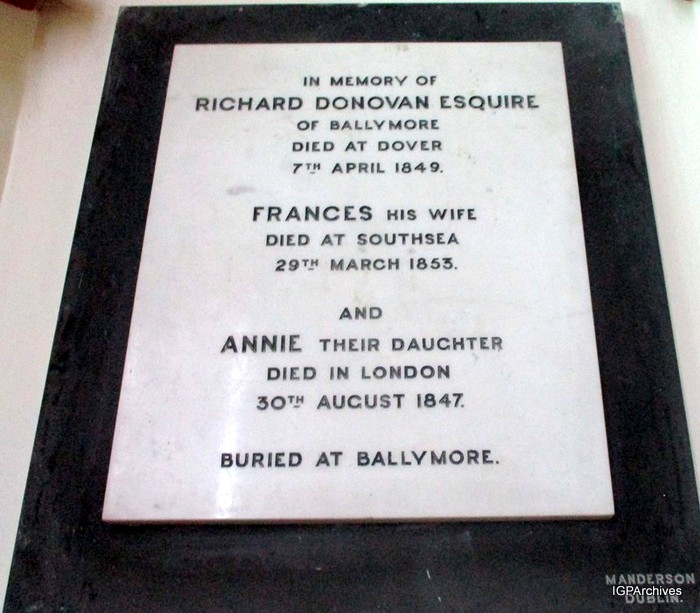 IN MEMORY OF
RICHARD DONOVAN ESQUIRE
OF BALLYMORE
DIED AT DOVER
7TH APRIL 1849.
FRANCES HIS WIFE
DIED AT SOUTHSEA
29TH MARCH 1853.
AND
ANNIE THEIR DAUGHTER
DIED IN LONDON
30TH AUGUST 1847.
BURIED AT BALLYMORE.
MANDERSON
IGPArchives
DUBLIN.